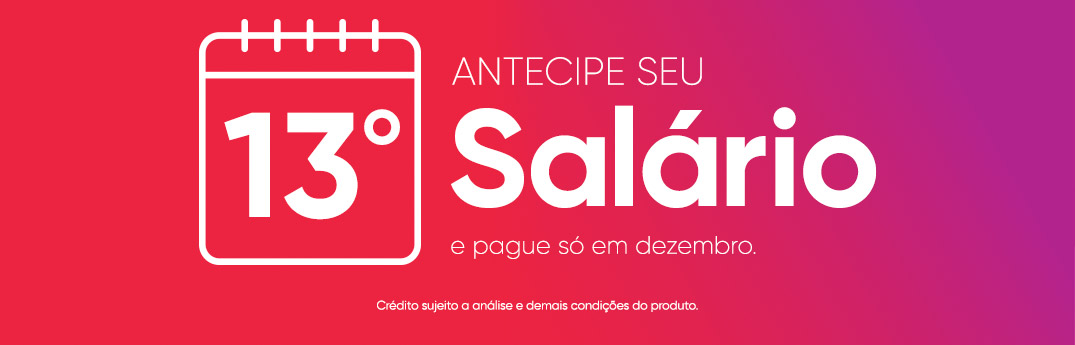 13°
ANTECIPE SEU
Salário
e pague só em dezembro.
Crédito sujeito a análise e demais condições do produto.